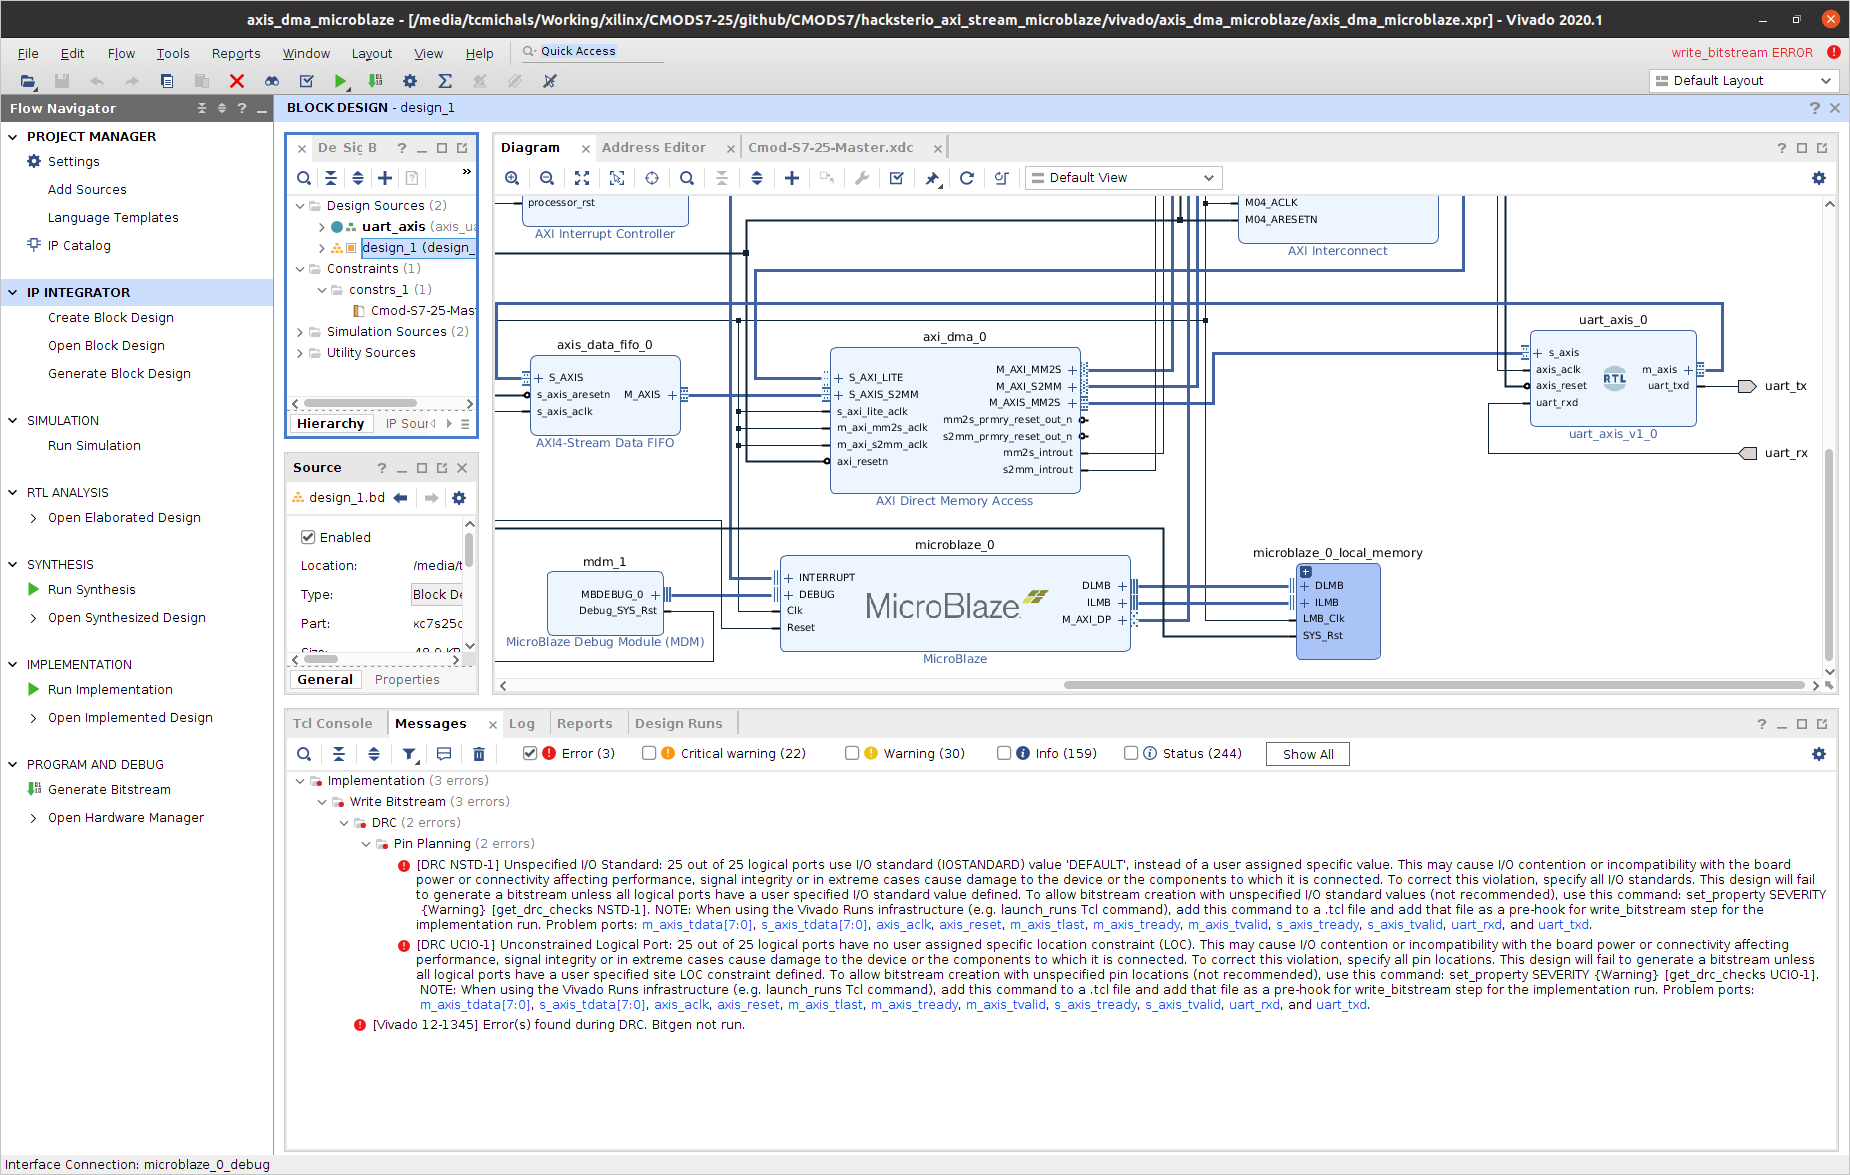 axis_dma_microblaze - [/media/tcmichals/Working/xilinx/CMODS7-25/github/CMODS7/hacksterio_axi_stream_microblaze/vivado/axis_dma_microblaze/axis_dma_microblaze.xpr] - Vivado 2020.1
File Edit Flow Tools Reports Window Layout View Help Quick Access
write_bitstream ERROR
Default Layout
Flow Navigator
PROJECT MANAGER
Settings
Add Sources
Language Templates
IP Catalog
IP INTEGRATOR
Create Block Design
Open Block Design
Generate Block Design
SIMULATION
Run Simulation
RTL ANALYSIS
Open Elaborated Design
SYNTHESIS
Run Synthesis
Open Synthesized Design
IMPLEMENTATION
Run Implementation
Open Implemented Design
PROGRAM AND DEBUG
Generate Bitstream
Open Hardware Manager
BLOCK DESIGN - design_1
De Sig B
Design Sources (2)
uart_axis (axis_ua
design_1 (design_
Constraints (1)
constrs_1 (1)
Cmod-S7-25-Mas
Simulation Sources (2)
Utility Sources
Hierarchy IP Sour
Source
design_1.bd
Enabled
Location: /media/t
Type: Block De
Part: xc7s25c
Size: 48.9 KB
General Properties
Diagram Address Editor Cmod-S7-25-Master.xdc
Default View
processor_rst
AXI Interrupt Controller
M04_ACLK
M04_ARESETN
AXI Interconnect
axis_data_fifo_0
S_AXIS
s_axis_aresetn M_AXIS
s_axis_aclk
AXI4-Stream Data FIFO
axi_dma_0
S_AXI_LITE
S_AXIS_S2MM
s_axi_lite_aclk
m_axi_mm2s_aclk
m_axi_s2mm_aclk
axi_resetn
M_AXI_MM2S
M_AXI_S2MM
M_AXIS_MM2S
mm2s_prmry_reset_out_n
s2mm_prmry_reset_out_n
mm2s_introut
s2mm_introut
AXI Direct Memory Access
uart_axis_0
s_axis
axis_aclk
axis_reset
uart_rxd
RTL
m_axis
uart_txd
uart_axis_v1_0
uart_tx
uart_rx
mdm_1
MBDEBUG_0
Debug_SYS_Rst
MicroBlaze Debug Module (MDM)
microblaze_0
INTERRUPT
DEBUG
Clk
Reset
MicroBlaze
DLMB
ILMB
M_AXI_DP
MicroBlaze
microblaze_0_local_memory
DLMB
ILMB
LMB_Clk
SYS_Rst
Tcl Console Messages Log Reports Design Runs
Error (3) Critical warning (22) Warning (30) Info (159) Status (244) Show All
Implementation (3 errors)
Write Bitstream (3 errors)
DRC (2 errors)
Pin Planning (2 errors)
[DRC NSTD-1] Unspecified I/O Standard: 25 out of 25 logical ports use I/O standard (IOSTANDARD) value 'DEFAULT', instead of a user assigned specific value. This may cause I/O contention or incompatibility with the board
power or connectivity affecting performance, signal integrity or in extreme cases cause damage to the device or the components to which it is connected. To correct this violation, specify all I/O standards. This design will fail
to generate a bitstream unless all logical ports have a user specified I/O standard value defined. To allow bitstream creation with unspecified I/O standard values (not recommended), use this command: set_property SEVERITY
{Warning} [get_drc_checks NSTD-1]. NOTE: When using the Vivado Runs infrastructure (e.g. launch_runs Tcl command), add this command to a .tcl file and add that file as a pre-hook for write_bitstream step for the
implementation run. Problem ports: m_axis_tdata[7:0], s_axis_tdata[7:0], axis_aclk, axis_reset, m_axis_tlast, m_axis_tready, m_axis_tvalid, s_axis_tready, s_axis_tvalid, uart_rxd, and uart_txd.
[DRC UCIO-1] Unconstrained Logical Port: 25 out of 25 logical ports have no user assigned specific location constraint (LOC). This may cause I/O contention or incompatibility with the board power or connectivity affecting
performance, signal integrity or in extreme cases cause damage to the device or the components to which it is connected. To correct this violation, specify all pin locations. This design will fail to generate a bitstream unless
all logical ports have a user specified site LOC constraint defined. To allow bitstream creation with unspecified pin locations (not recommended), use this command: set_property SEVERITY {Warning} [get_drc_checks UCIO-1].
NOTE: When using the Vivado Runs infrastructure (e.g. launch_runs Tcl command), add this command to a .tcl file and add that file as a pre-hook for write_bitstream step for the implementation run. Problem ports:
m_axis_tdata[7:0], s_axis_tdata[7:0], axis_aclk, axis_reset, m_axis_tlast, m_axis_tready, m_axis_tvalid, s_axis_tready, s_axis_tvalid, uart_rxd, and uart_txd.
[Vivado 12-1345] Error(s) found during DRC. Bitgen not run.
Interface Connection: microblaze_0_debug